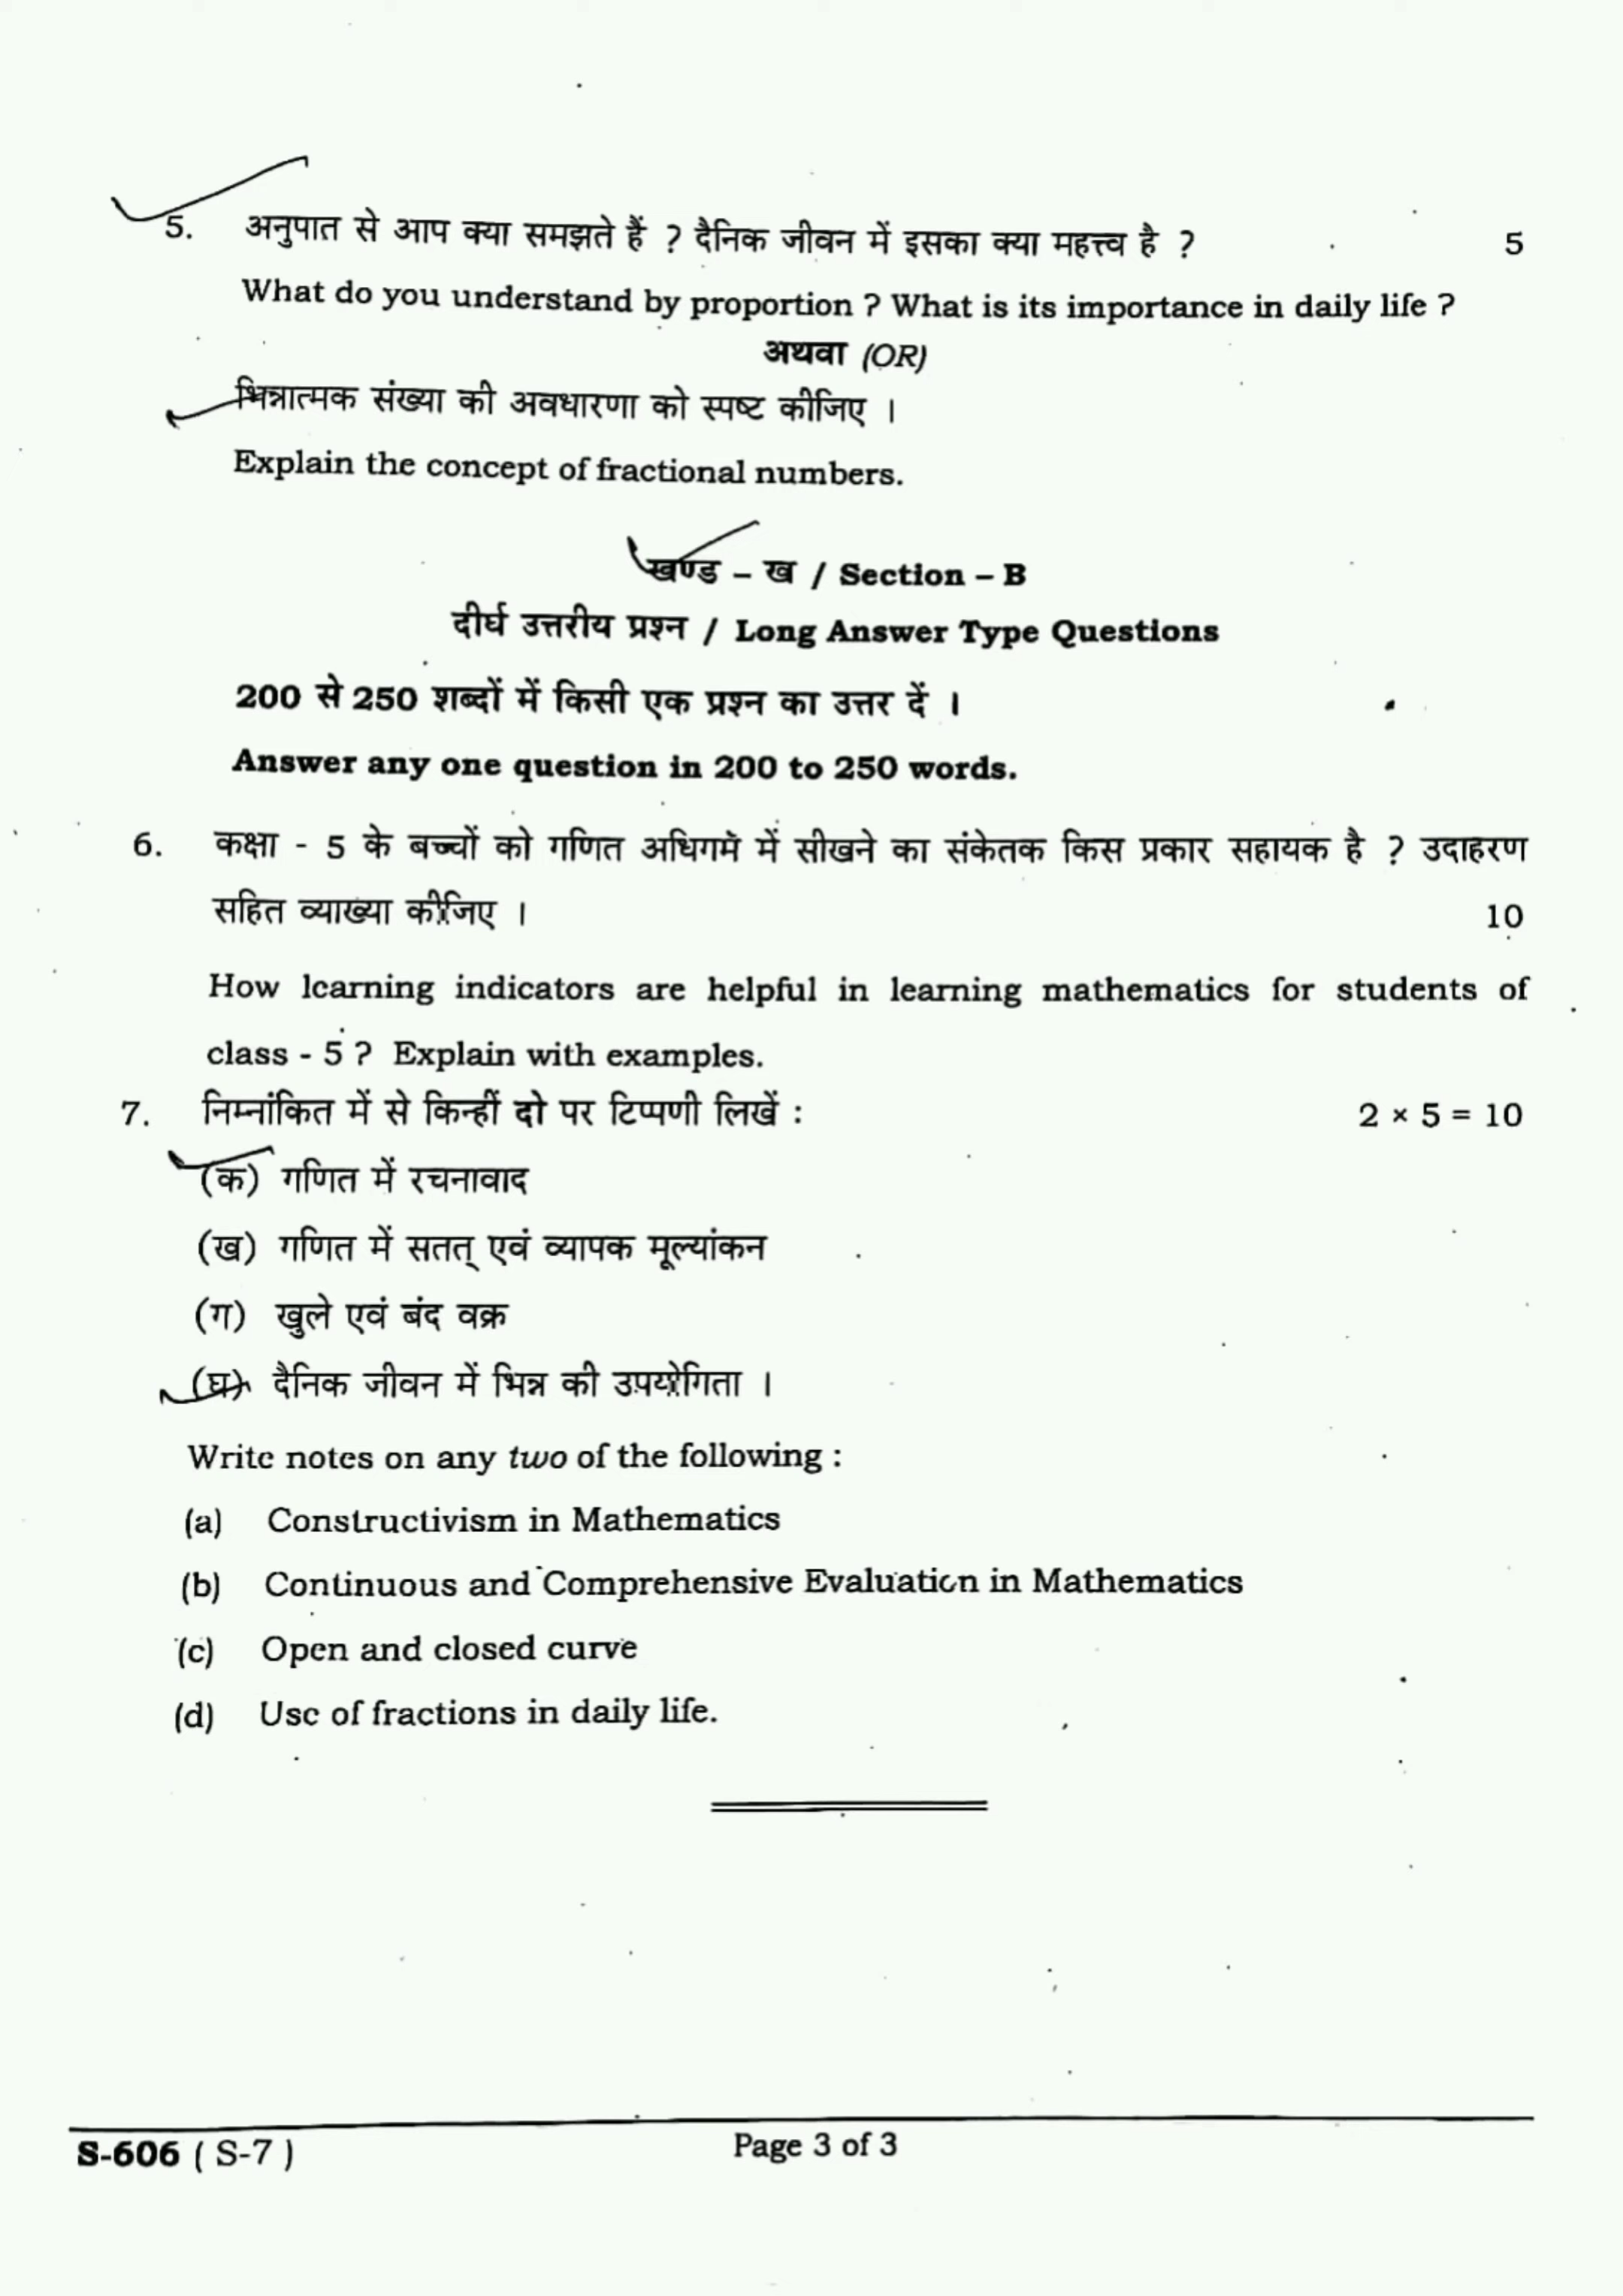 5. अनुपात से आप क्या समझते हैं ? दैनिक जीवन में इसका क्या महत्त्व है ? 5
What do you understand by proportion ? What is its importance in daily life ?
अथवा (OR)
भिन्नात्मक संख्या की अवधारणा को स्पष्ट कीजिए ।
Explain the concept of fractional numbers.
खण्ड – ख / Section – B
दीर्घ उत्तरीय प्रश्न / Long Answer Type Questions
200 से 250 शब्दों में किसी एक प्रश्न का उत्तर दें ।
Answer any one question in 200 to 250 words.
6. कक्षा - 5 के बच्चों को गणित अधिगम में सीखने का संकेतक किस प्रकार सहायक है ? उदाहरण
सहित व्याख्या कीजिए । 10
How learning indicators are helpful in learning mathematics for students of
class - 5 ? Explain with examples.
7. निम्नांकित में से किन्हीं दो पर टिप्पणी लिखें : 2 × 5 = 10
(क) गणित में रचनावाद
(ख) गणित में सतत् एवं व्यापक मूल्यांकन
(ग) खुले एवं बंद वक्र
(घ) दैनिक जीवन में भिन्न की उपयोगिता ।
Write notes on any two of the following :
(a) Constructivism in Mathematics
(b) Continuous and Comprehensive Evaluation in Mathematics
(c) Open and closed curve
(d) Use of fractions in daily life.
S-606 ( S-7 ) Page 3 of 3